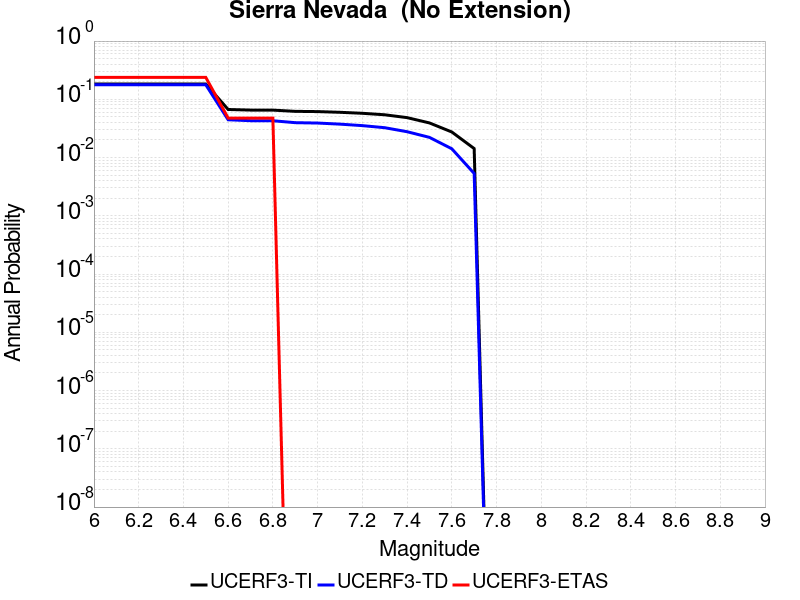 Sierra Nevada (No Extension)
10^0
10^-1
10^-2
10^-3
10^-4
10^-5
10^-6
10^-7
10^-8
Annual Probability
6 6.2 6.4 6.6 6.8 7 7.2 7.4 7.6 7.8 8 8.2 8.4 8.6 8.8 9
Magnitude
UCERF3-TI UCERF3-TD UCERF3-ETAS